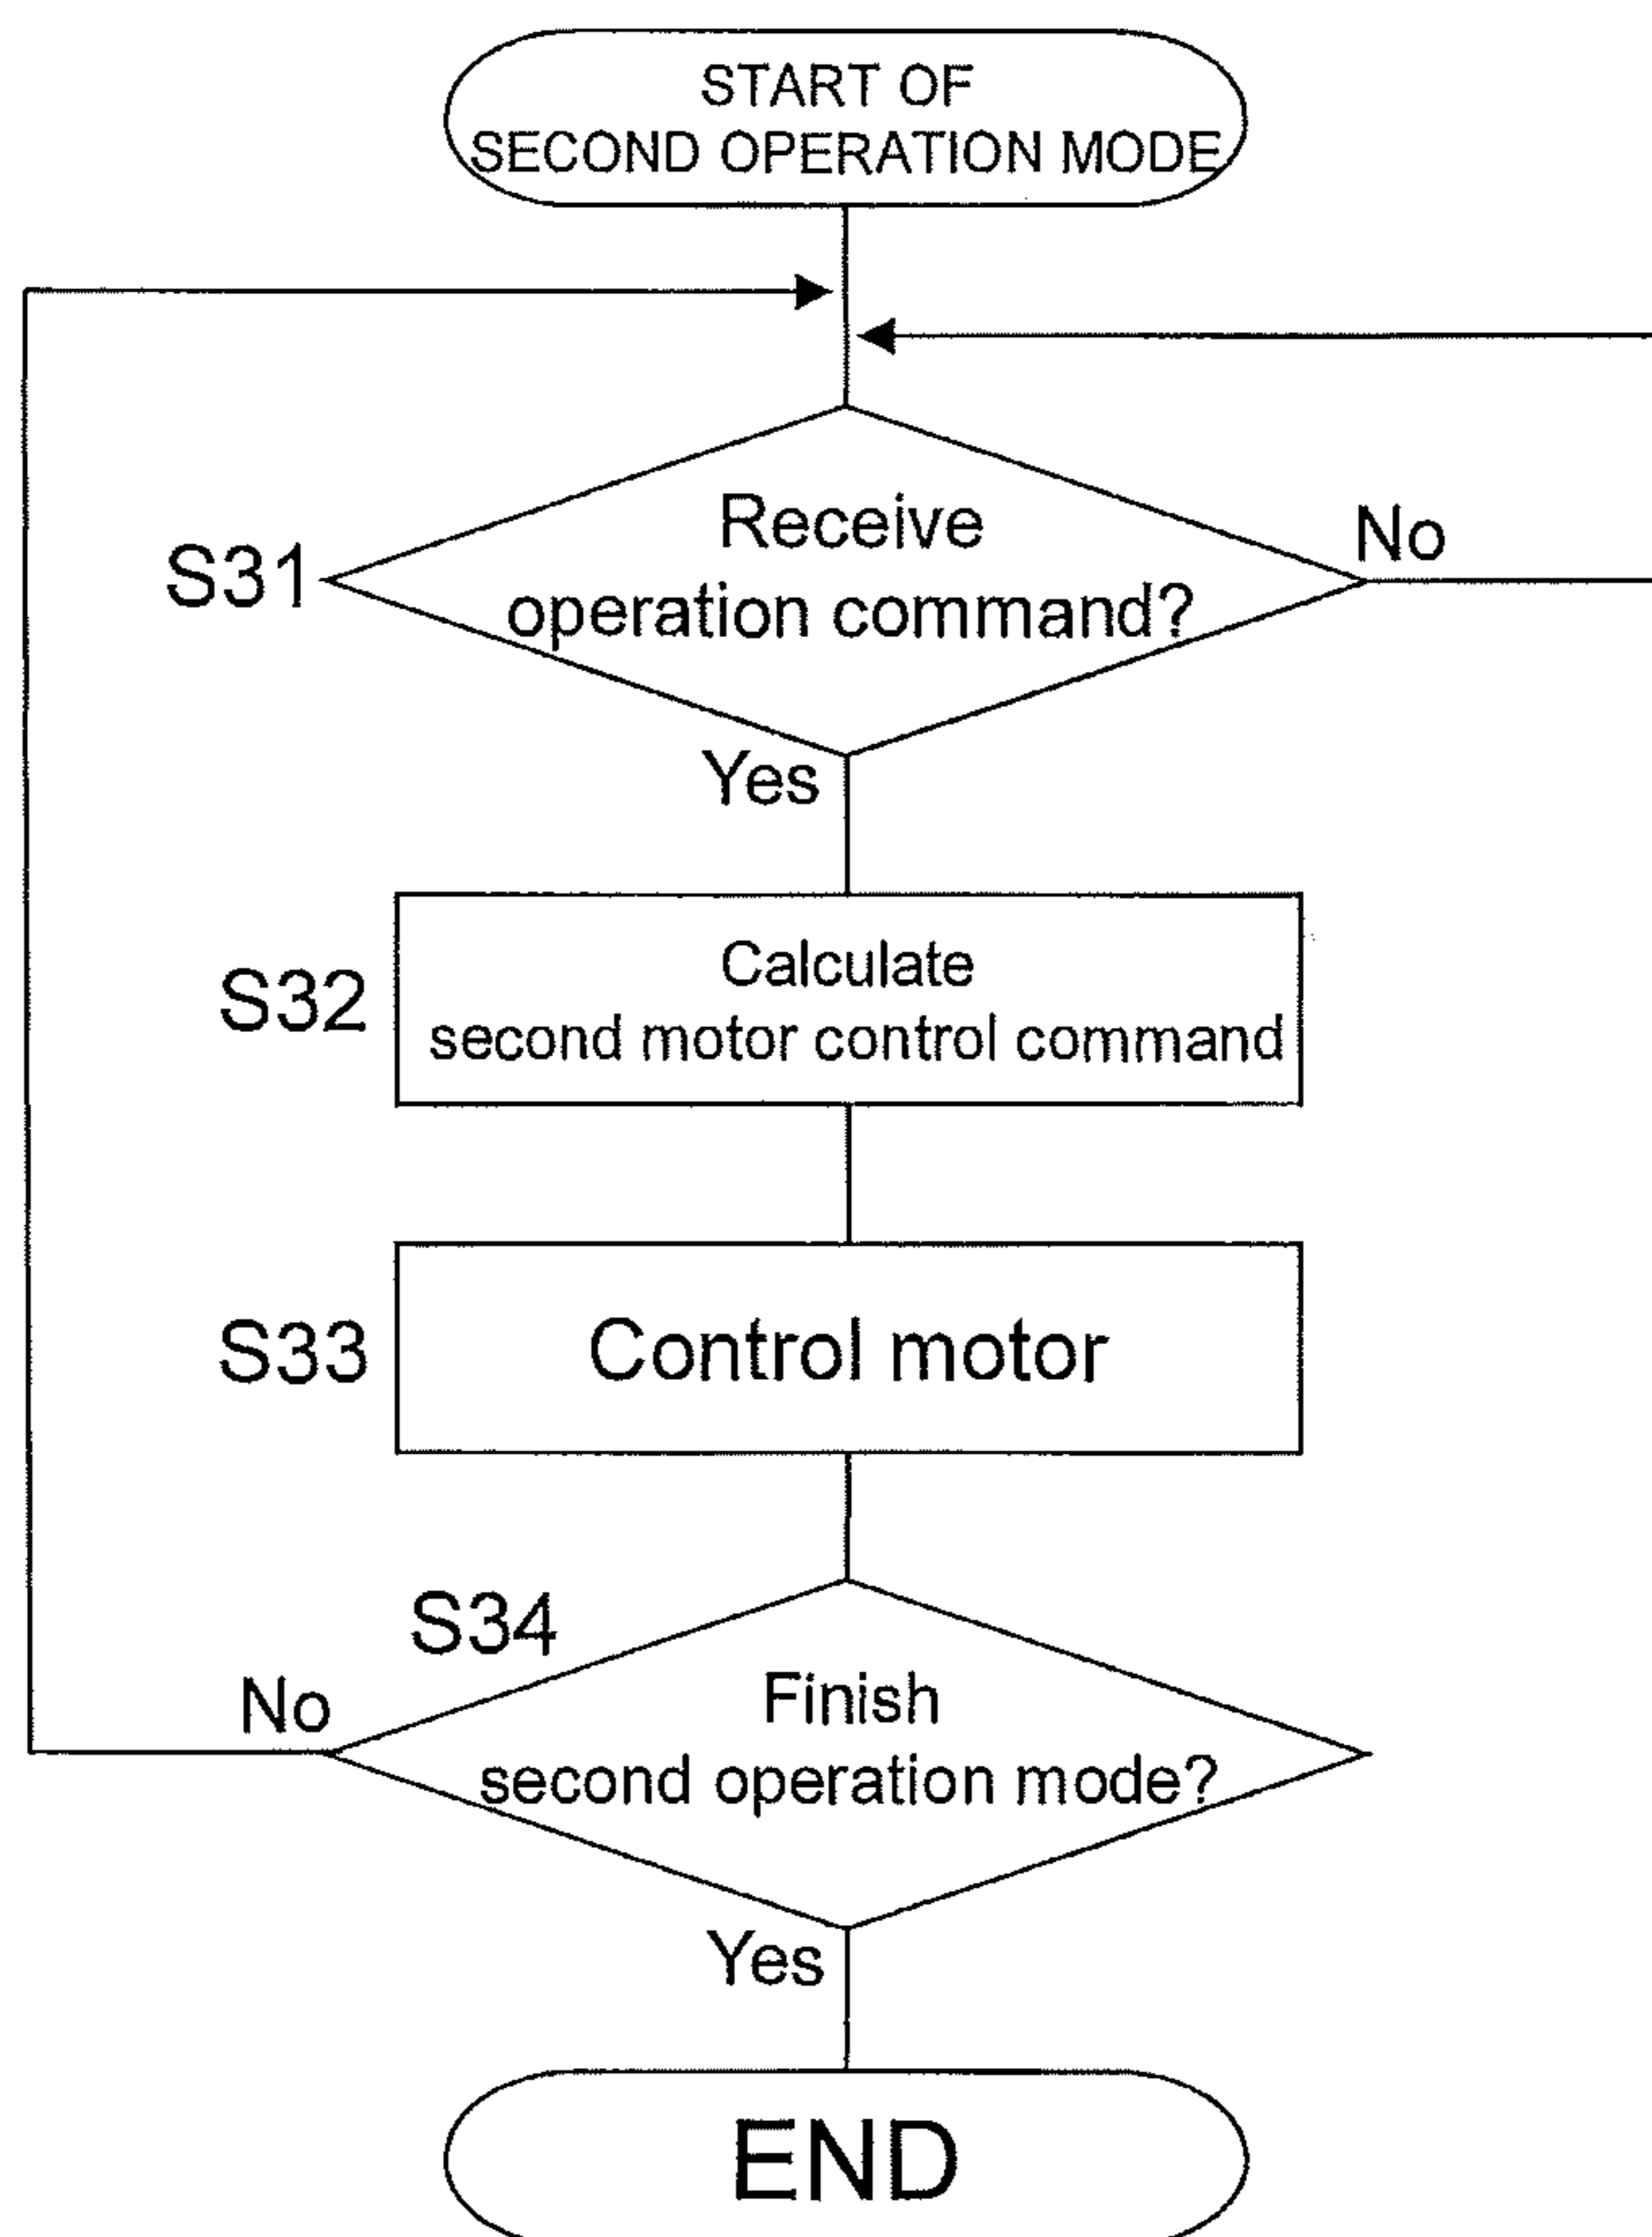 START OF
SECOND OPERATION MODE
Receive
operation command?
S31
No
Yes
Calculate
second motor control command
S32
Control motor
S33
S34
No
Finish
second operation mode?
Yes
END